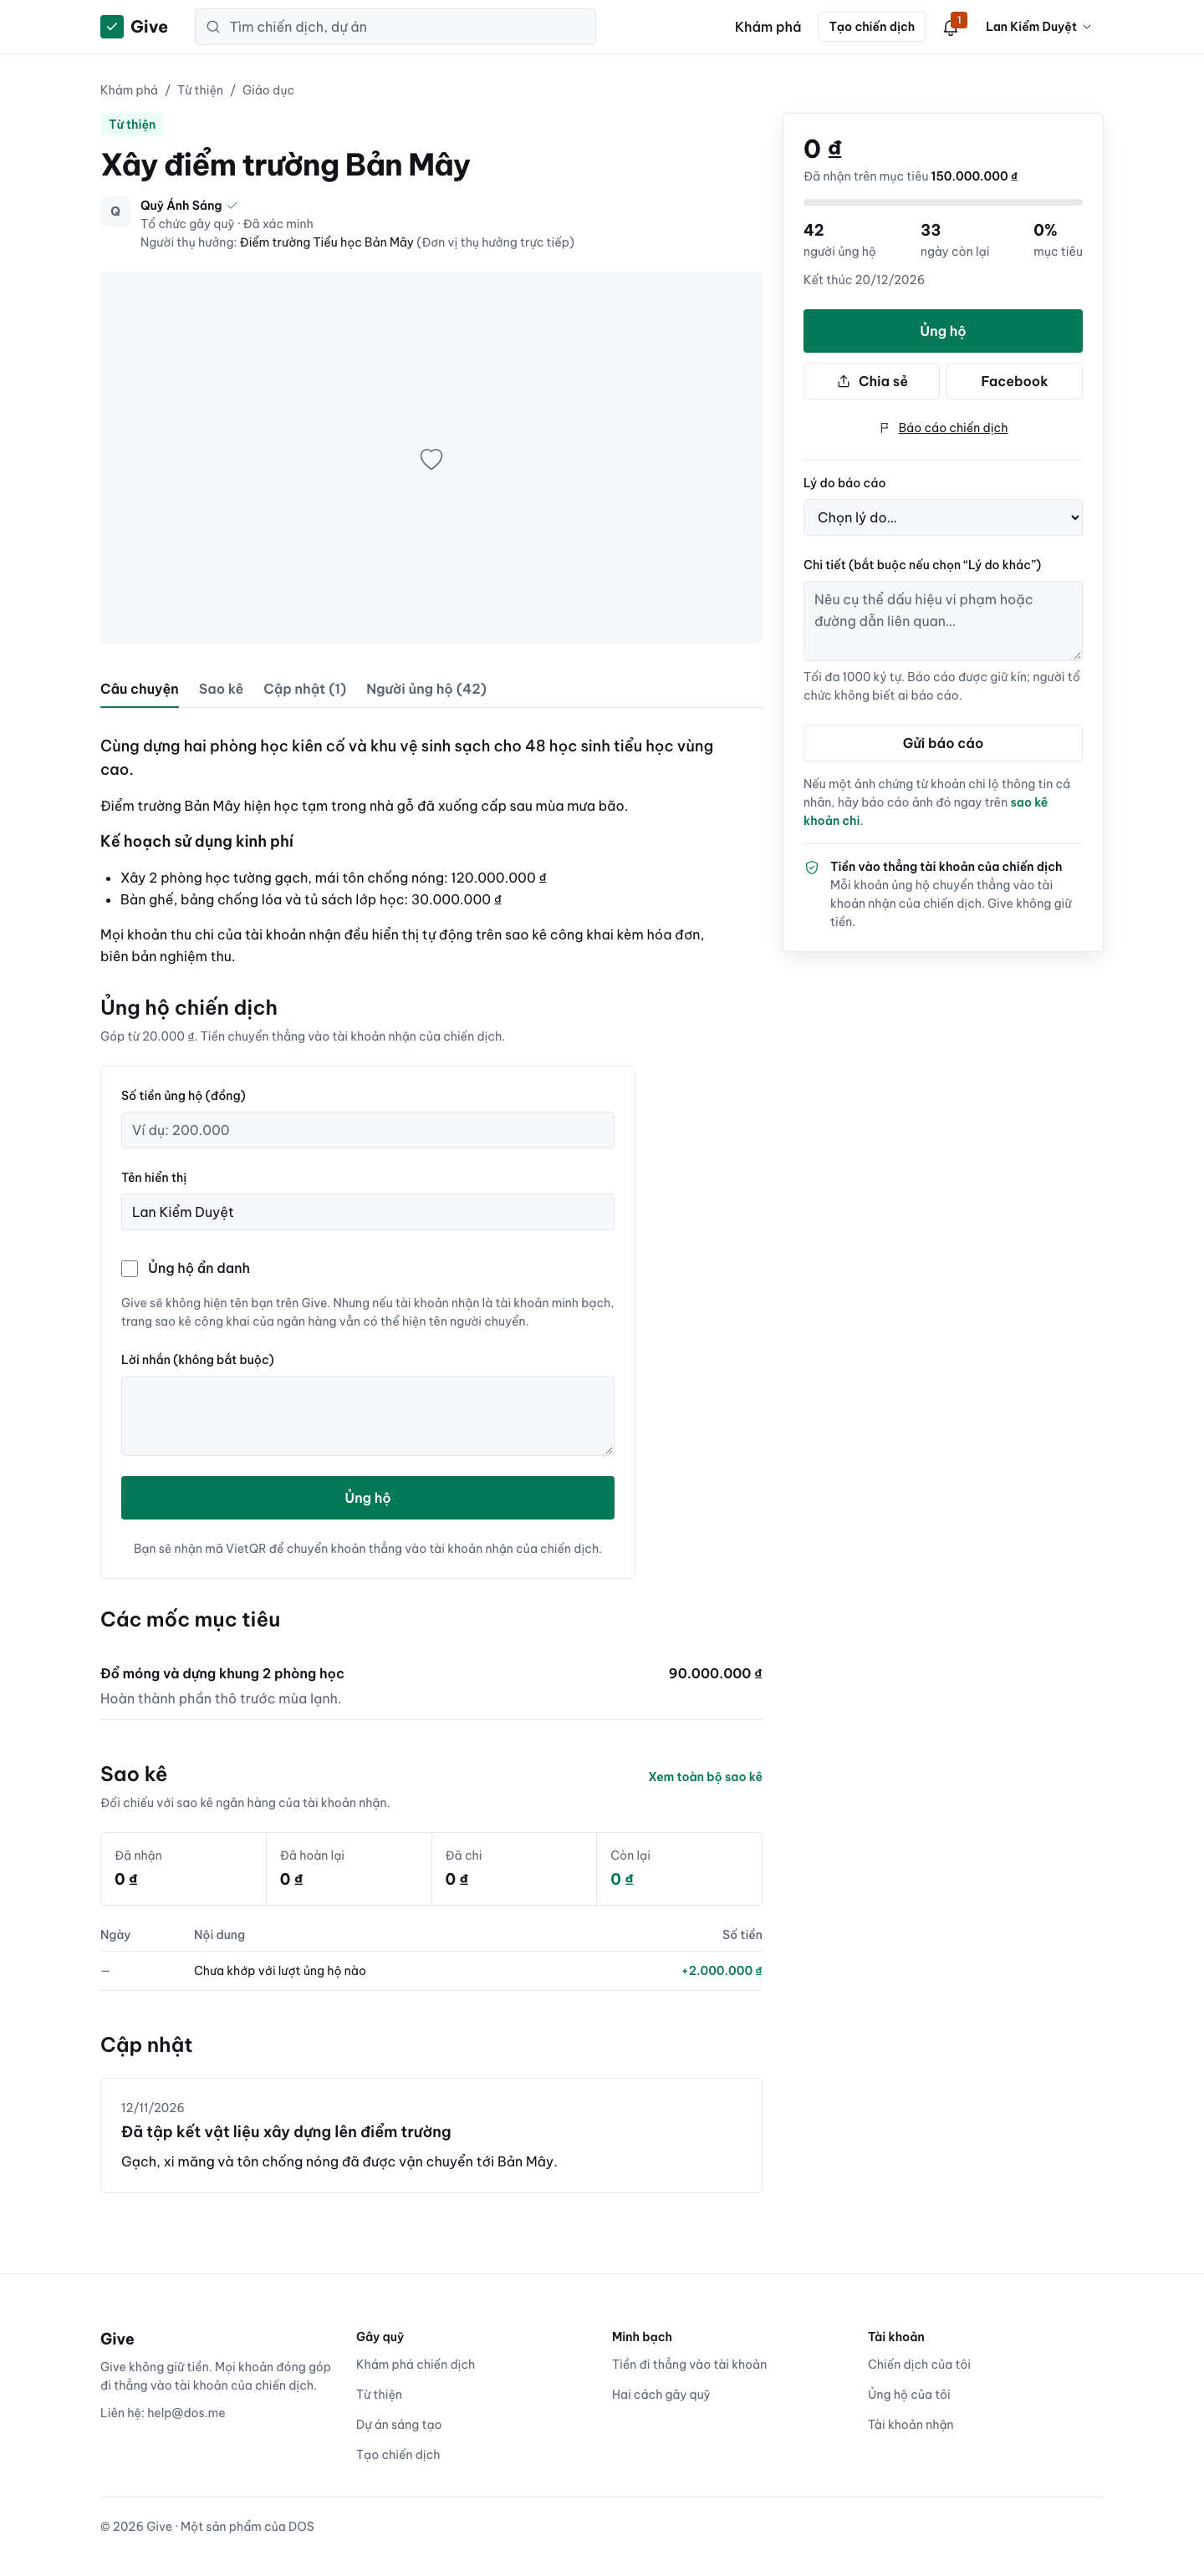 Give
Tìm chiến dịch, dự án
Khám phá
Tạo chiến dịch
1
Lan Kiểm Duyệt
Khám phá / Từ thiện / Giáo dục
Từ thiện
Xây điểm trường Bản Mây
Q
Quỹ Ánh Sáng
Tổ chức gây quỹ · Đã xác minh
Người thụ hưởng: Điểm trường Tiểu học Bản Mây (Đơn vị thụ hưởng trực tiếp)
Câu chuyện
Sao kê
Cập nhật (1)
Người ủng hộ (42)
Cùng dựng hai phòng học kiên cố và khu vệ sinh sạch cho 48 học sinh tiểu học vùng
cao.
Điểm trường Bản Mây hiện học tạm trong nhà gỗ đã xuống cấp sau mùa mưa bão.
Kế hoạch sử dụng kinh phí
• Xây 2 phòng học tường gạch, mái tôn chống nóng: 120.000.000 ₫
• Bàn ghế, bảng chống lóa và tủ sách lớp học: 30.000.000 ₫
Mọi khoản thu chi của tài khoản nhận đều hiển thị tự động trên sao kê công khai kèm hóa đơn,
biên bản nghiệm thu.
Ủng hộ chiến dịch
Góp từ 20.000 ₫. Tiền chuyển thẳng vào tài khoản nhận của chiến dịch.
Số tiền ủng hộ (đồng)
Ví dụ: 200.000
Tên hiển thị
Lan Kiểm Duyệt
Ủng hộ ẩn danh
Give sẽ không hiện tên bạn trên Give. Nhưng nếu tài khoản nhận là tài khoản minh bạch,
trang sao kê công khai của ngân hàng vẫn có thể hiện tên người chuyển.
Lời nhắn (không bắt buộc)
Ủng hộ
Bạn sẽ nhận mã VietQR để chuyển khoản thẳng vào tài khoản nhận của chiến dịch.
Các mốc mục tiêu
Đổ móng và dựng khung 2 phòng học
90.000.000 ₫
Hoàn thành phần thô trước mùa lạnh.
Sao kê
Xem toàn bộ sao kê
Đối chiếu với sao kê ngân hàng của tài khoản nhận.
Đã nhận
0 ₫
Đã hoàn lại
0 ₫
Đã chi
0 ₫
Còn lại
0 ₫
Ngày
Nội dung
Số tiền
—
Chưa khớp với lượt ủng hộ nào
+2.000.000 ₫
Cập nhật
12/11/2026
Đã tập kết vật liệu xây dựng lên điểm trường
Gạch, xi măng và tôn chống nóng đã được vận chuyển tới Bản Mây.
0 ₫
Đã nhận trên mục tiêu 150.000.000 ₫
42
người ủng hộ
33
ngày còn lại
0%
mục tiêu
Kết thúc 20/12/2026
Ủng hộ
Chia sẻ
Facebook
Báo cáo chiến dịch
Lý do báo cáo
Chọn lý do…
Chi tiết (bắt buộc nếu chọn “Lý do khác”)
Nêu cụ thể dấu hiệu vi phạm hoặc
đường dẫn liên quan…
Tối đa 1000 ký tự. Báo cáo được giữ kín; người tổ
chức không biết ai báo cáo.
Gửi báo cáo
Nếu một ảnh chứng từ khoản chi lộ thông tin cá
nhân, hãy báo cáo ảnh đó ngay trên sao kê
khoản chi.
Tiền vào thẳng tài khoản của chiến dịch
Mỗi khoản ủng hộ chuyển thẳng vào tài
khoản nhận của chiến dịch. Give không giữ
tiền.
Give
Give không giữ tiền. Mọi khoản đóng góp
đi thẳng vào tài khoản của chiến dịch.
Liên hệ: help@dos.me
Gây quỹ
Khám phá chiến dịch
Từ thiện
Dự án sáng tạo
Tạo chiến dịch
Minh bạch
Tiền đi thẳng vào tài khoản
Hai cách gây quỹ
Tài khoản
Chiến dịch của tôi
Ủng hộ của tôi
Tài khoản nhận
© 2026 Give · Một sản phẩm của DOS